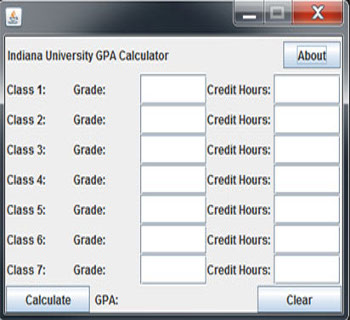 Indiana University GPA Calculator About
Class 1: Grade: Credit Hours:
Class 2: Grade: Credit Hours:
Class 3: Grade: Credit Hours:
Class 4: Grade: Credit Hours:
Class 5: Grade: Credit Hours:
Class 6: Grade: Credit Hours:
Class 7: Grade: Credit Hours:
Calculate GPA: Clear